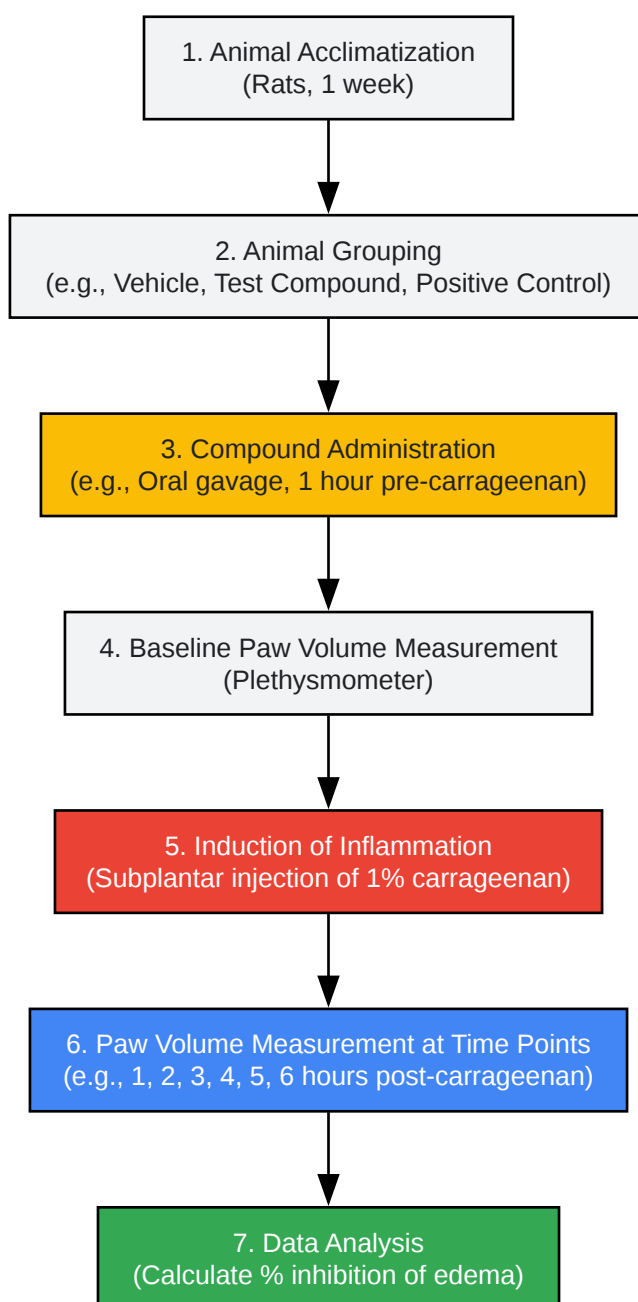 1. Animal Acclimatization
(Rats, 1 week)
2. Animal Grouping
(e.g., Vehicle, Test Compound, Positive Control)
3. Compound Administration
(e.g., Oral gavage, 1 hour pre-carrageenan)
4. Baseline Paw Volume Measurement
(Plethysmometer)
5. Induction of Inflammation
(Subplantar injection of 1% carrageenan)
6. Paw Volume Measurement at Time Points
(e.g., 1, 2, 3, 4, 5, 6 hours post-carrageenan)
7. Data Analysis
(Calculate % inhibition of edema)